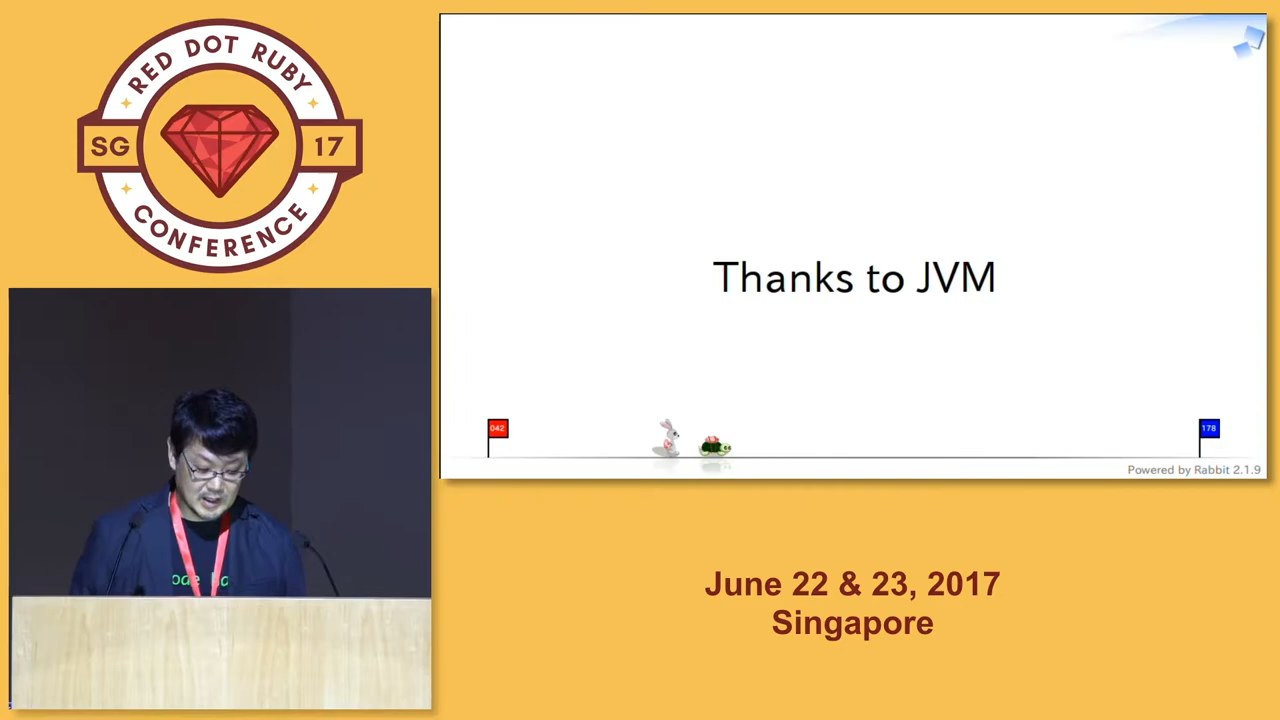 RED DOT RUBY
SG
17
CONFERENCE
Thanks to JVM
042
178
Powered by Rabbit 2.1.9
June 22 & 23, 2017
Singapore